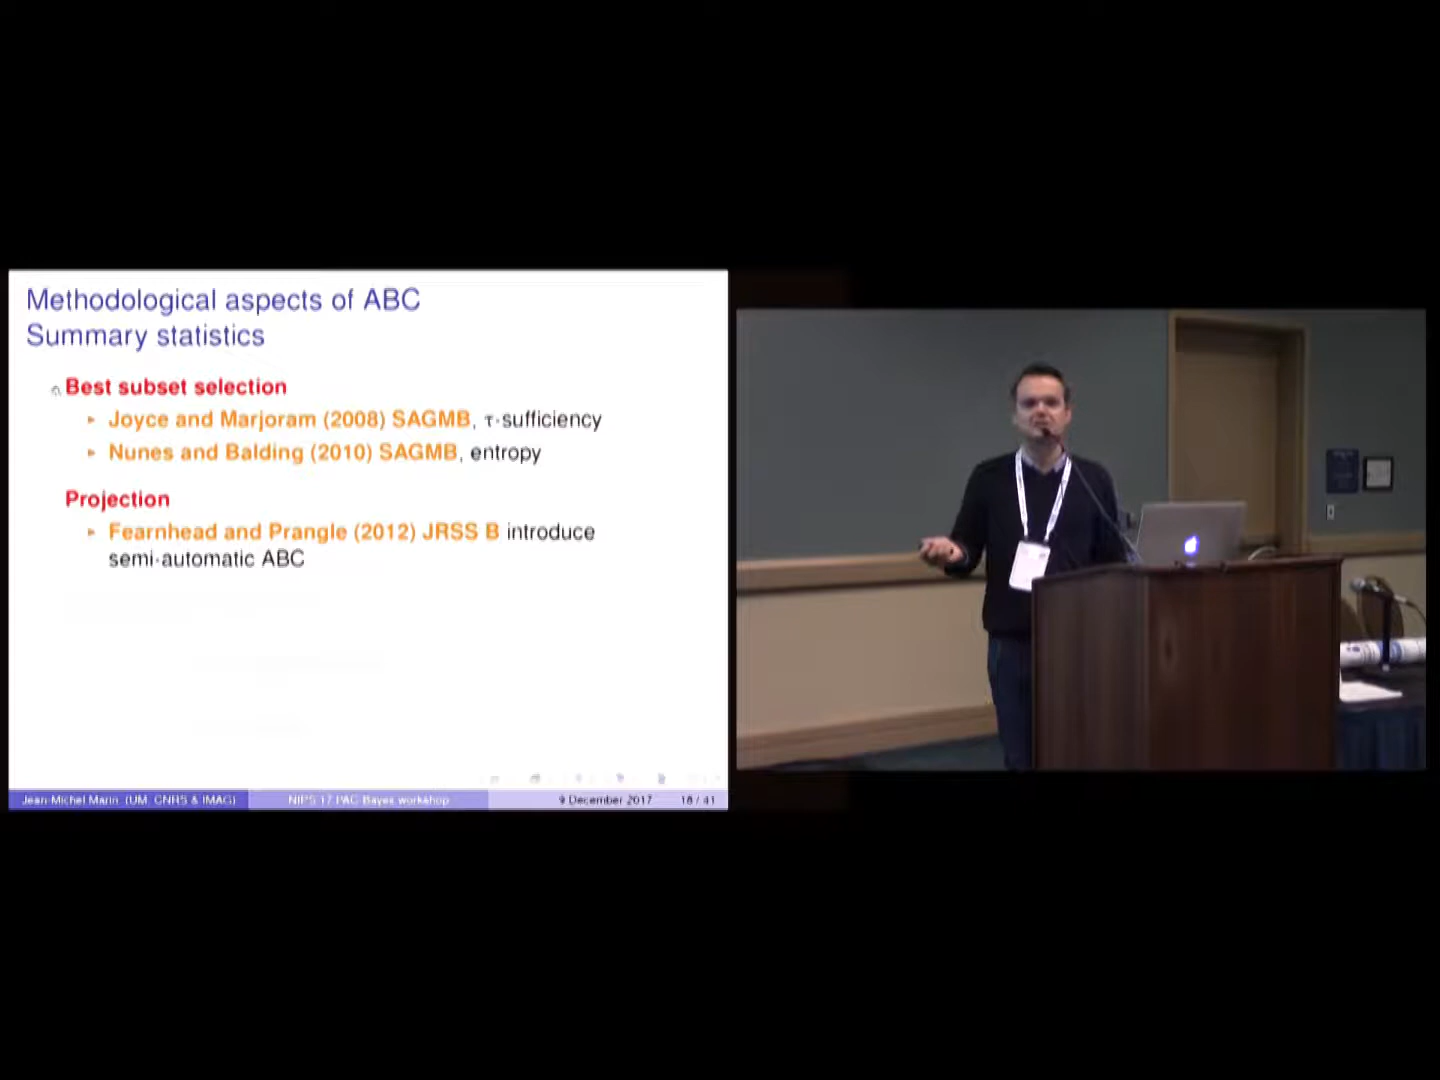 Methodological aspects of ABC
Summary statistics
Best subset selection
▸ Joyce and Marjoram (2008) SAGMB, τ-sufficiency
▸ Nunes and Balding (2010) SAGMB, entropy
Projection
▸ Fearnhead and Prangle (2012) JRSS B introduce
semi-automatic ABC
Jean-Michel Marin (UM, CNRS & IMAG) NIPS 17 PAC-Bayes workshop 9 December 2017 18 / 41